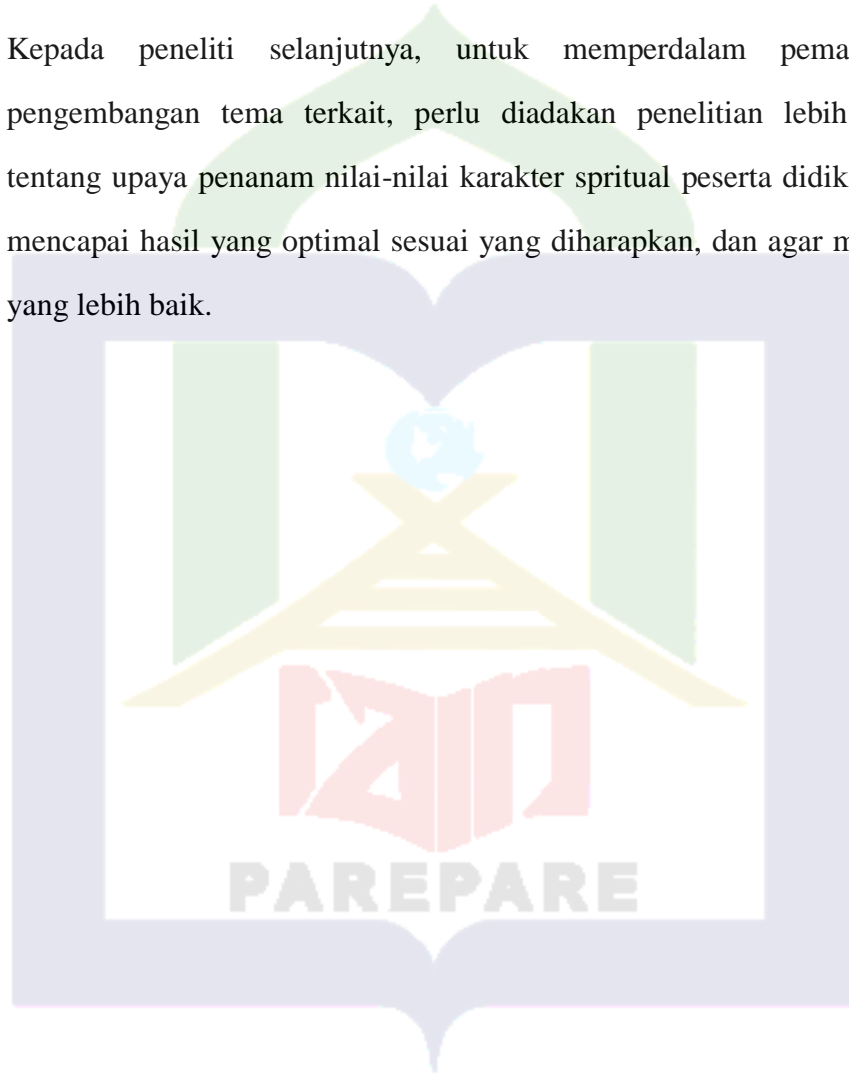 Kepada peneliti selanjutnya, untuk memperdalam pema
pengembangan tema terkait, perlu diadakan penelitian lebih
tentang upaya penanam nilai-nilai karakter spritual peserta didik
mencapai hasil yang optimal sesuai yang diharapkan, dan agar m
yang lebih baik.
iain
PAREPARE